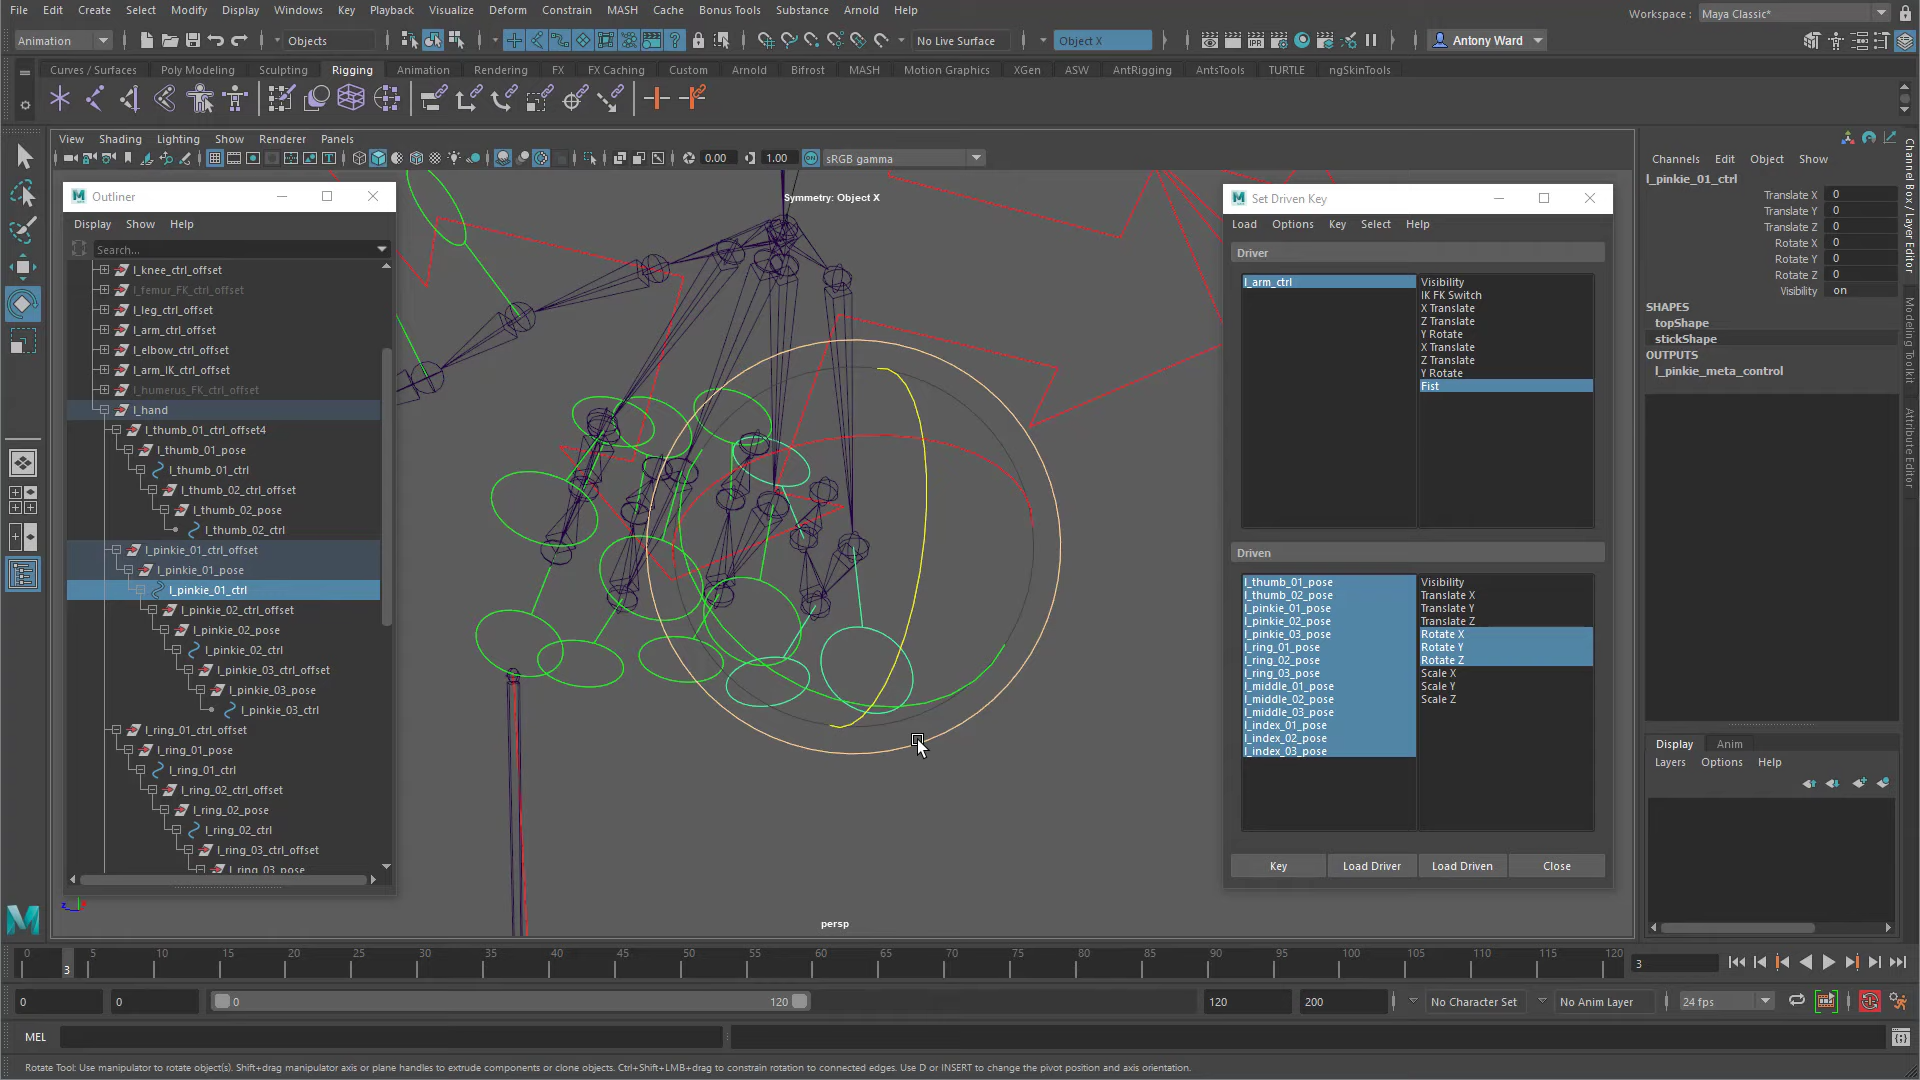 File Edit Create Select Modify Display Windows Key Playback Visualize Deform Constrain MASH Cache Bonus Tools Substance Arnold Help
Workspace : Maya Classic*
Animation Objects No Live Surface Object X Antony Ward
Curves / Surfaces Poly Modeling Sculpting Rigging Animation Rendering FX FX Caching Custom Arnold Bifrost MASH Motion Graphics XGen ASW AntRigging AntsTools TURTLE ngSkinTools
View Shading Lighting Show Renderer Panels
0.00 1.00 ON sRGB gamma
Symmetry: Object X
persp
Outliner
Display Show Help
Search...
l_knee_ctrl_offset
l_femur_FK_ctrl_offset
l_leg_ctrl_offset
l_arm_ctrl_offset
l_elbow_ctrl_offset
l_arm_IK_ctrl_offset
l_humerus_FK_ctrl_offset
l_hand
l_thumb_01_ctrl_offset4
l_thumb_01_pose
l_thumb_01_ctrl
l_thumb_02_ctrl_offset
l_thumb_02_pose
l_thumb_02_ctrl
l_pinkie_01_ctrl_offset
l_pinkie_01_pose
l_pinkie_01_ctrl
l_pinkie_02_ctrl_offset
l_pinkie_02_pose
l_pinkie_02_ctrl
l_pinkie_03_ctrl_offset
l_pinkie_03_pose
l_pinkie_03_ctrl
l_ring_01_ctrl_offset
l_ring_01_pose
l_ring_01_ctrl
l_ring_02_ctrl_offset
l_ring_02_pose
l_ring_02_ctrl
l_ring_03_ctrl_offset
l_ring_03_pose
Set Driven Key
Load Options Key Select Help
Driver
l_arm_ctrl
Visibility
IK FK Switch
X Translate
Z Translate
Y Rotate
X Translate
Z Translate
Y Rotate
Fist
Driven
l_thumb_01_pose
l_thumb_02_pose
l_pinkie_01_pose
l_pinkie_02_pose
l_pinkie_03_pose
l_ring_01_pose
l_ring_02_pose
l_ring_03_pose
l_middle_01_pose
l_middle_02_pose
l_middle_03_pose
l_index_01_pose
l_index_02_pose
l_index_03_pose
Visibility
Translate X
Translate Y
Translate Z
Rotate X
Rotate Y
Rotate Z
Scale X
Scale Y
Scale Z
Key Load Driver Load Driven Close
Channels Edit Object Show
l_pinkie_01_ctrl
Translate X 0
Translate Y 0
Translate Z 0
Rotate X 0
Rotate Y 0
Rotate Z 0
Visibility on
SHAPES
topShape
stickShape
OUTPUTS
l_pinkie_meta_control
Display Anim
Layers Options Help
Channel Box / Layer Editor
Modeling Toolkit
Attribute Editor
z
0 5 10 15 20 25 30 35 40 45 50 55 60 65 70 75 80 85 90 95 100 105 110 115 120
3
3
0 0 0 120 120 200 No Character Set No Anim Layer 24 fps
MEL
Rotate Tool: Use manipulator to rotate object(s). Shift+drag manipulator axis or plane handles to extrude components or clone objects. Ctrl+Shift+LMB+drag to constrain rotation to connected edges. Use D or INSERT to change the pivot position and axis orientation.